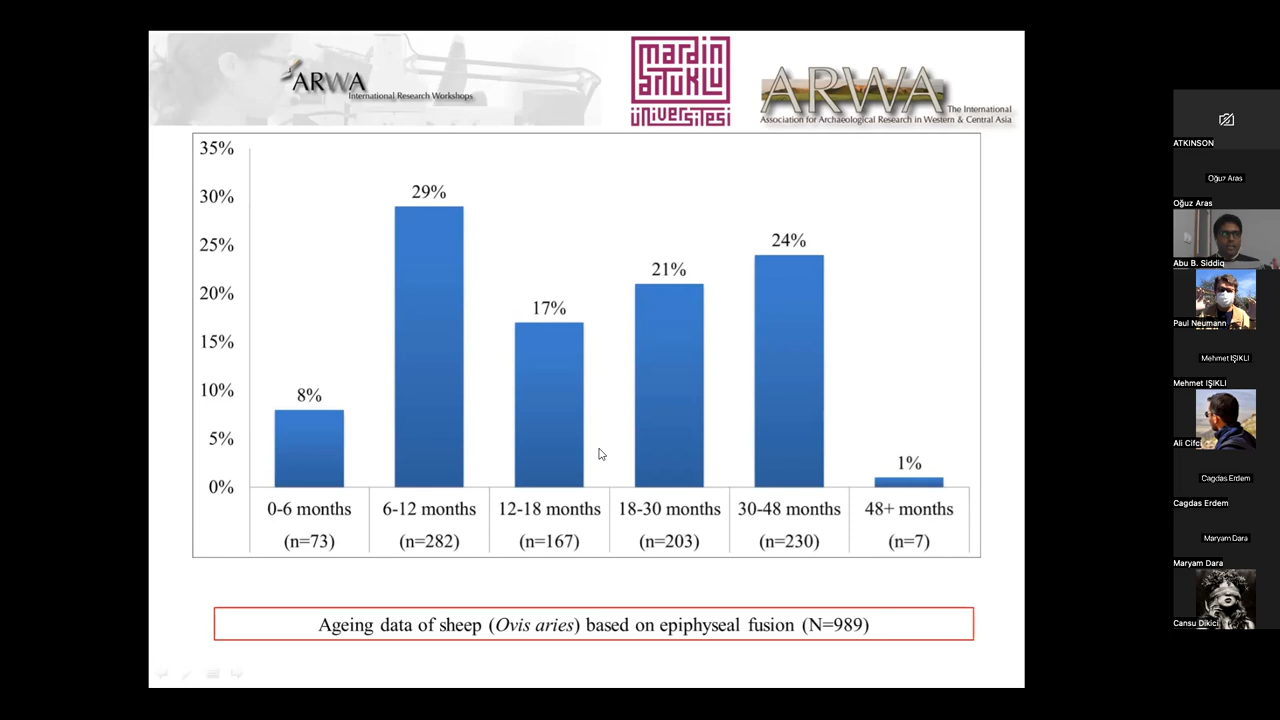 ARWA
International Research Workshops
mardin
artuklu
üniversitesi
ARWA
The International
Association for Archaeological Research in Western & Central Asia
35%
30%
25%
20%
15%
10%
5%
0%
8%
29%
17%
21%
24%
1%
0-6 months
6-12 months
12-18 months
18-30 months
30-48 months
48+ months
(n=73)
(n=282)
(n=167)
(n=203)
(n=230)
(n=7)
Ageing data of sheep (Ovis aries) based on epiphyseal fusion (N=989)
ATKINSON
Oğuz Aras
Oğuz Aras
Abu B. Siddiq
Paul Neumann
Mehmet IŞIKLI
Mehmet IŞIKLI
Ali Cifci
Cagdas Erdem
Cagdas Erdem
Maryam Dara
Maryam Dara
Cansu Dikici